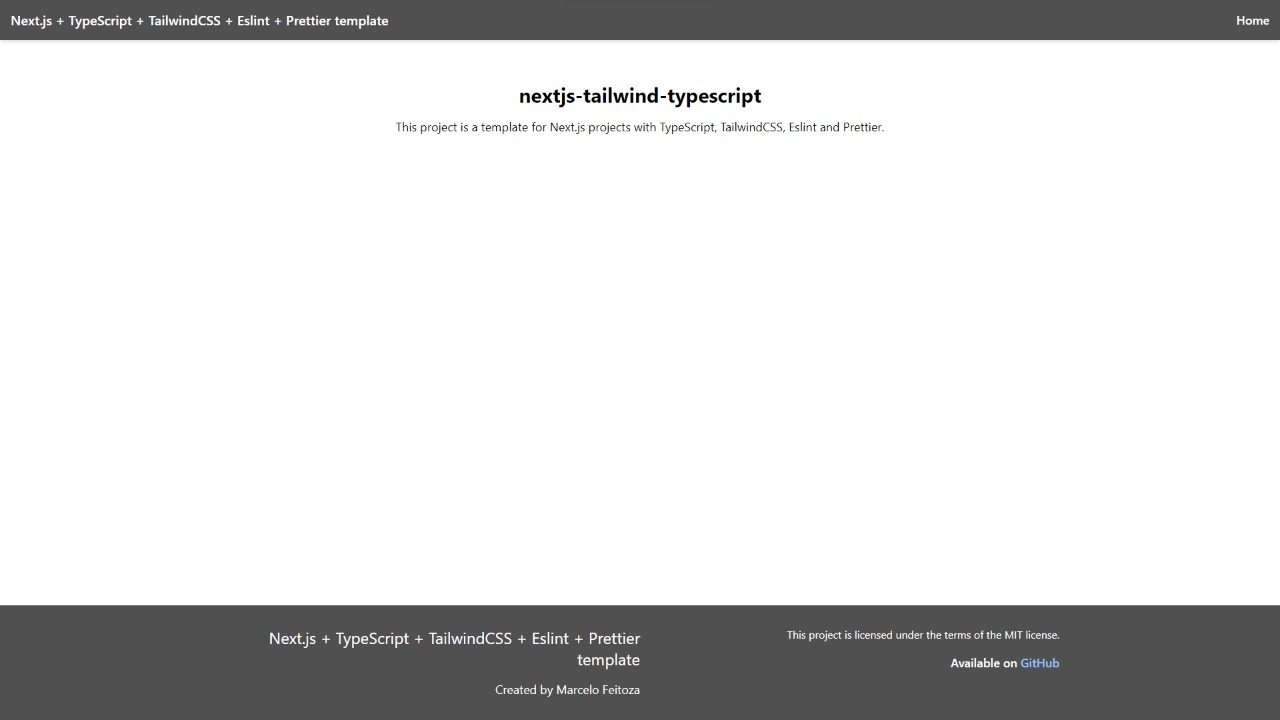 Next.js + TypeScript + TailwindCSS + Eslint + Prettier template
Home
nextjs-tailwind-typescript
This project is a template for Next.js projects with TypeScript, TailwindCSS, Eslint and Prettier.
Next.js + TypeScript + TailwindCSS + Eslint + Prettier
template
Created by Marcelo Feitoza
This project is licensed under the terms of the MIT license.
Available on GitHub